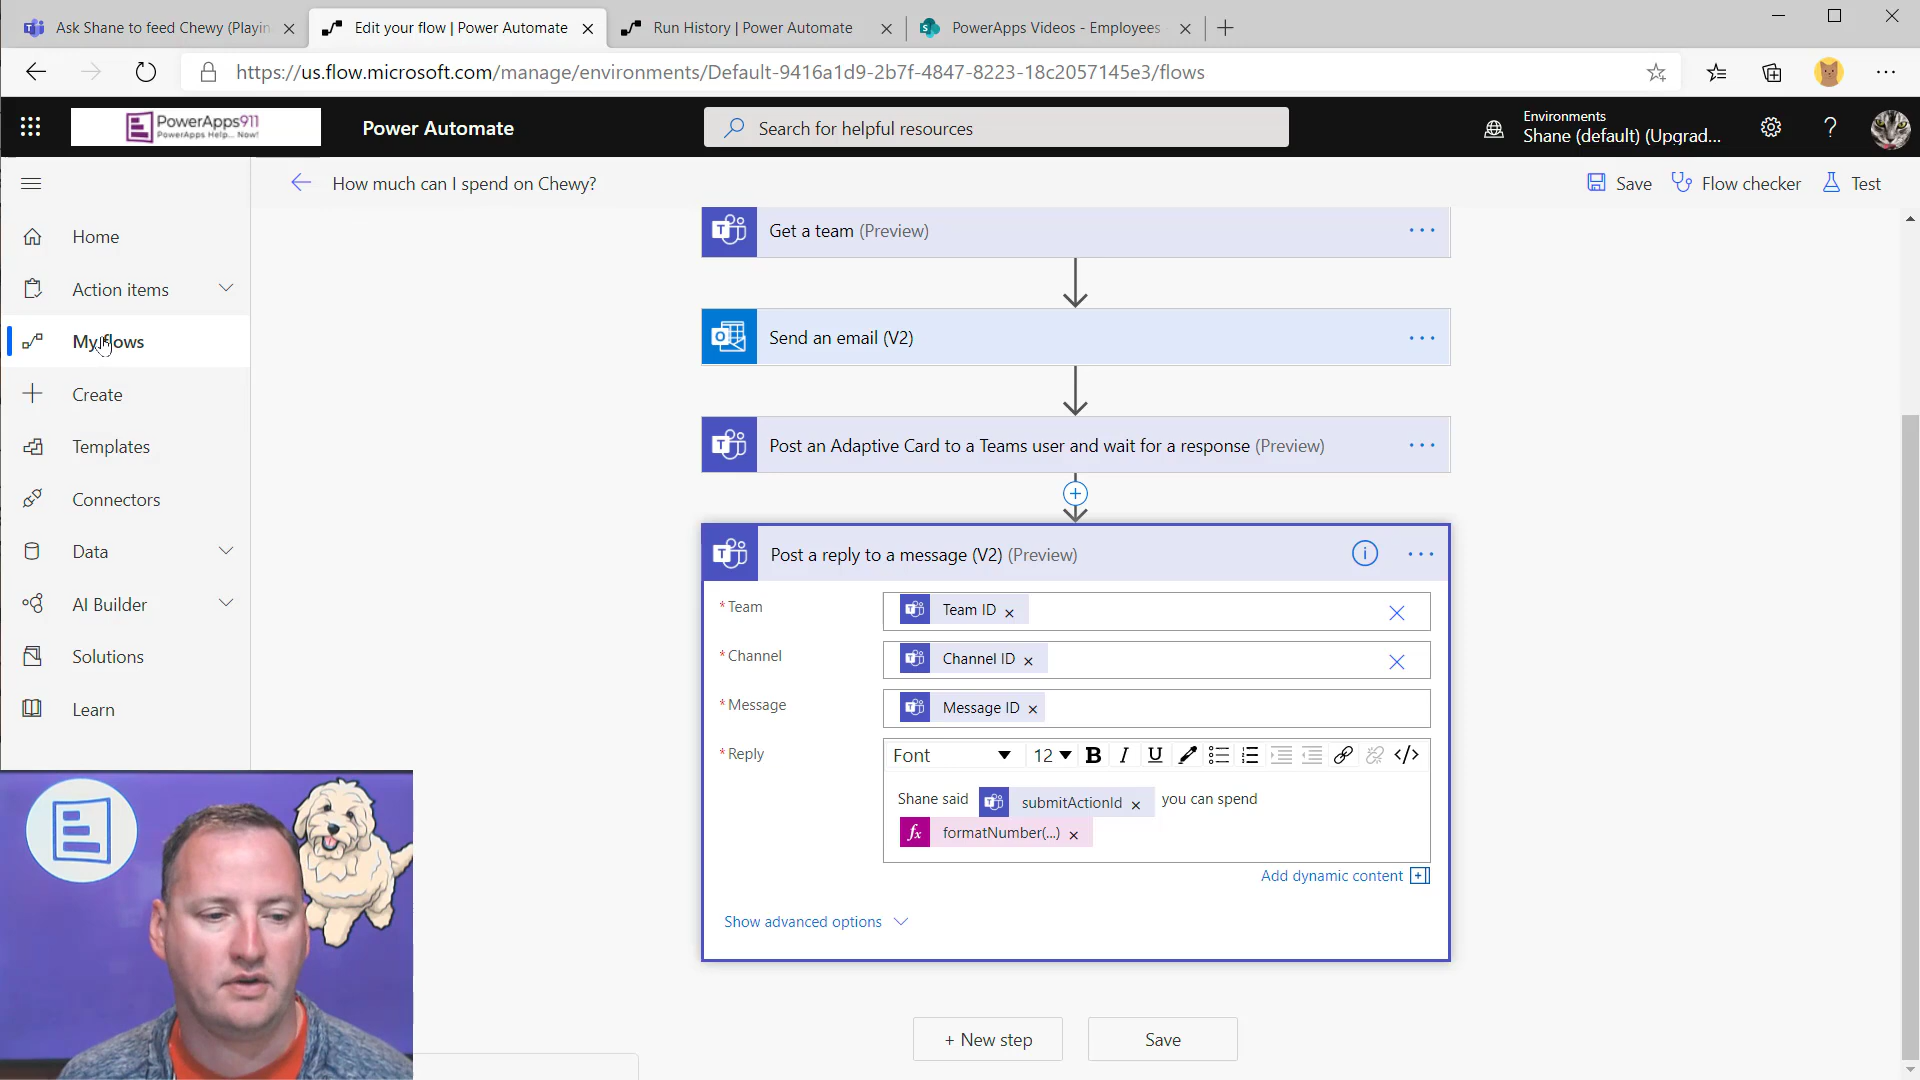 Ask Shane to feed Chewy (Playin
Edit your flow | Power Automate
Run History | Power Automate
PowerApps Videos - Employees
https://us.flow.microsoft.com/manage/environments/Default-9416a1d9-2b7f-4847-8223-18c2057145e3/flows
PowerApps911
PowerApps Help... Now!
Power Automate
Search for helpful resources
Environments
Shane (default) (Upgrad...
How much can I spend on Chewy?
Save
Flow checker
Test
Home
Action items
My flows
Create
Templates
Connectors
Data
AI Builder
Solutions
Learn
Get a team (Preview)
Send an email (V2)
Post an Adaptive Card to a Teams user and wait for a response (Preview)
Post a reply to a message (V2) (Preview)
* Team
Team ID
* Channel
Channel ID
* Message
Message ID
* Reply
Font 12 B I U </>
Shane said submitActionId you can spend
fx formatNumber(...)
Add dynamic content
Show advanced options
+ New step
Save